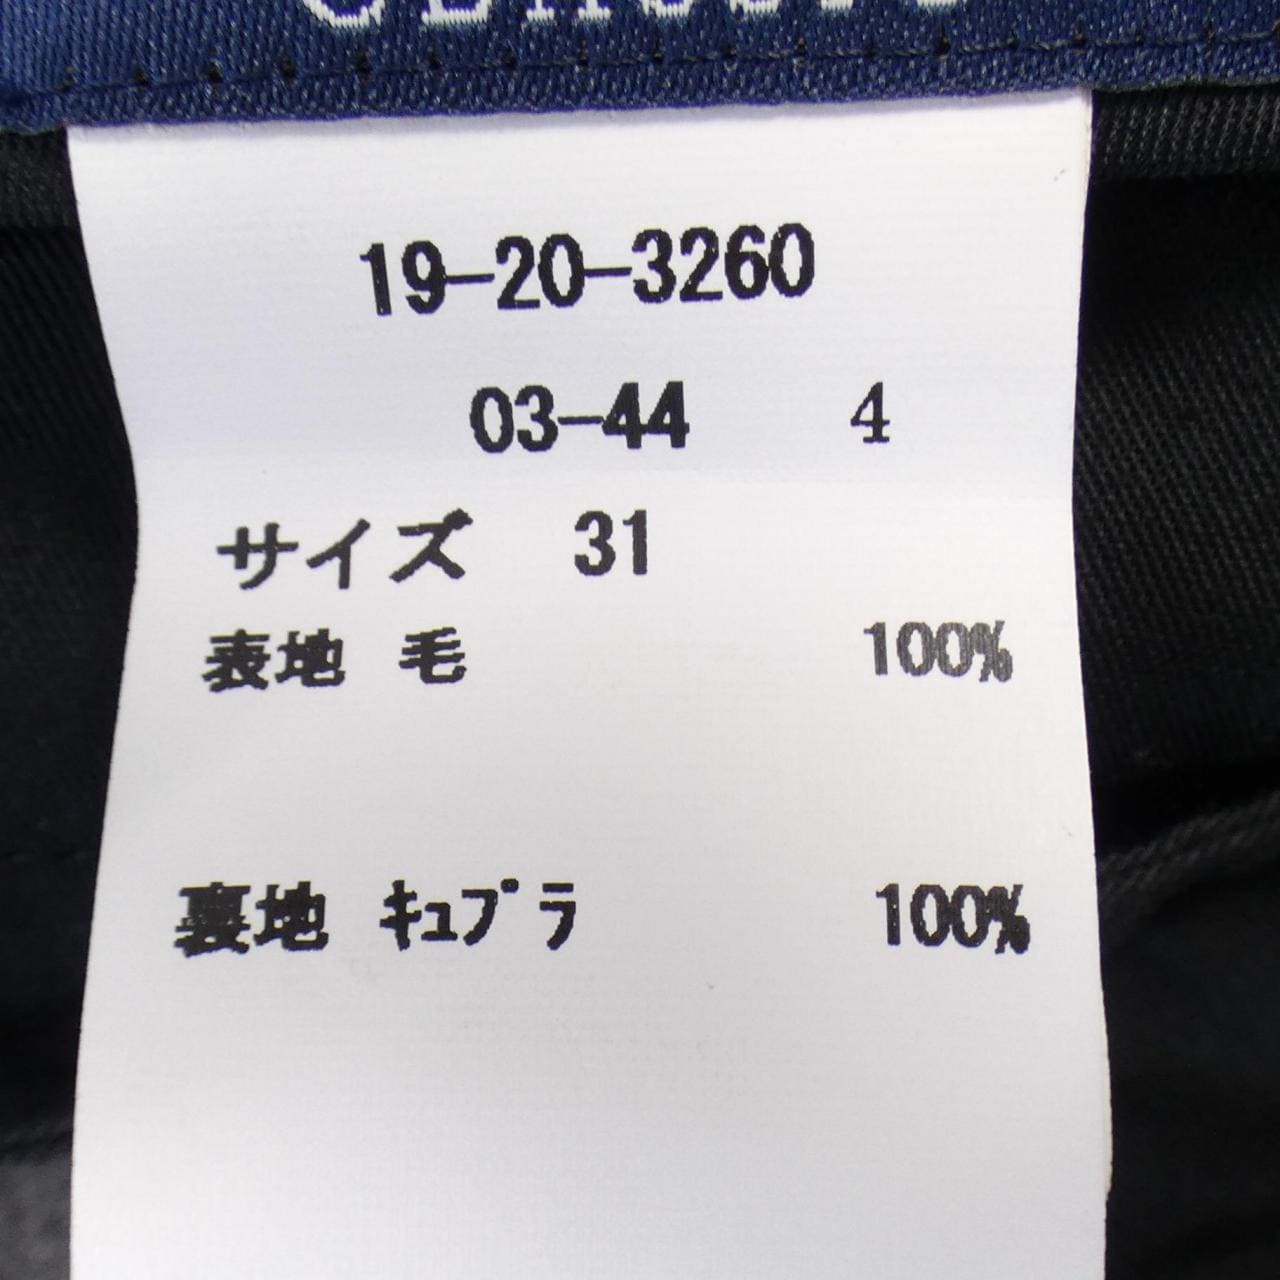 19-20-3260
03-44 4
サイズ 31
表地 毛 100%
裏地 ｷｭﾌﾟﾗ 100%